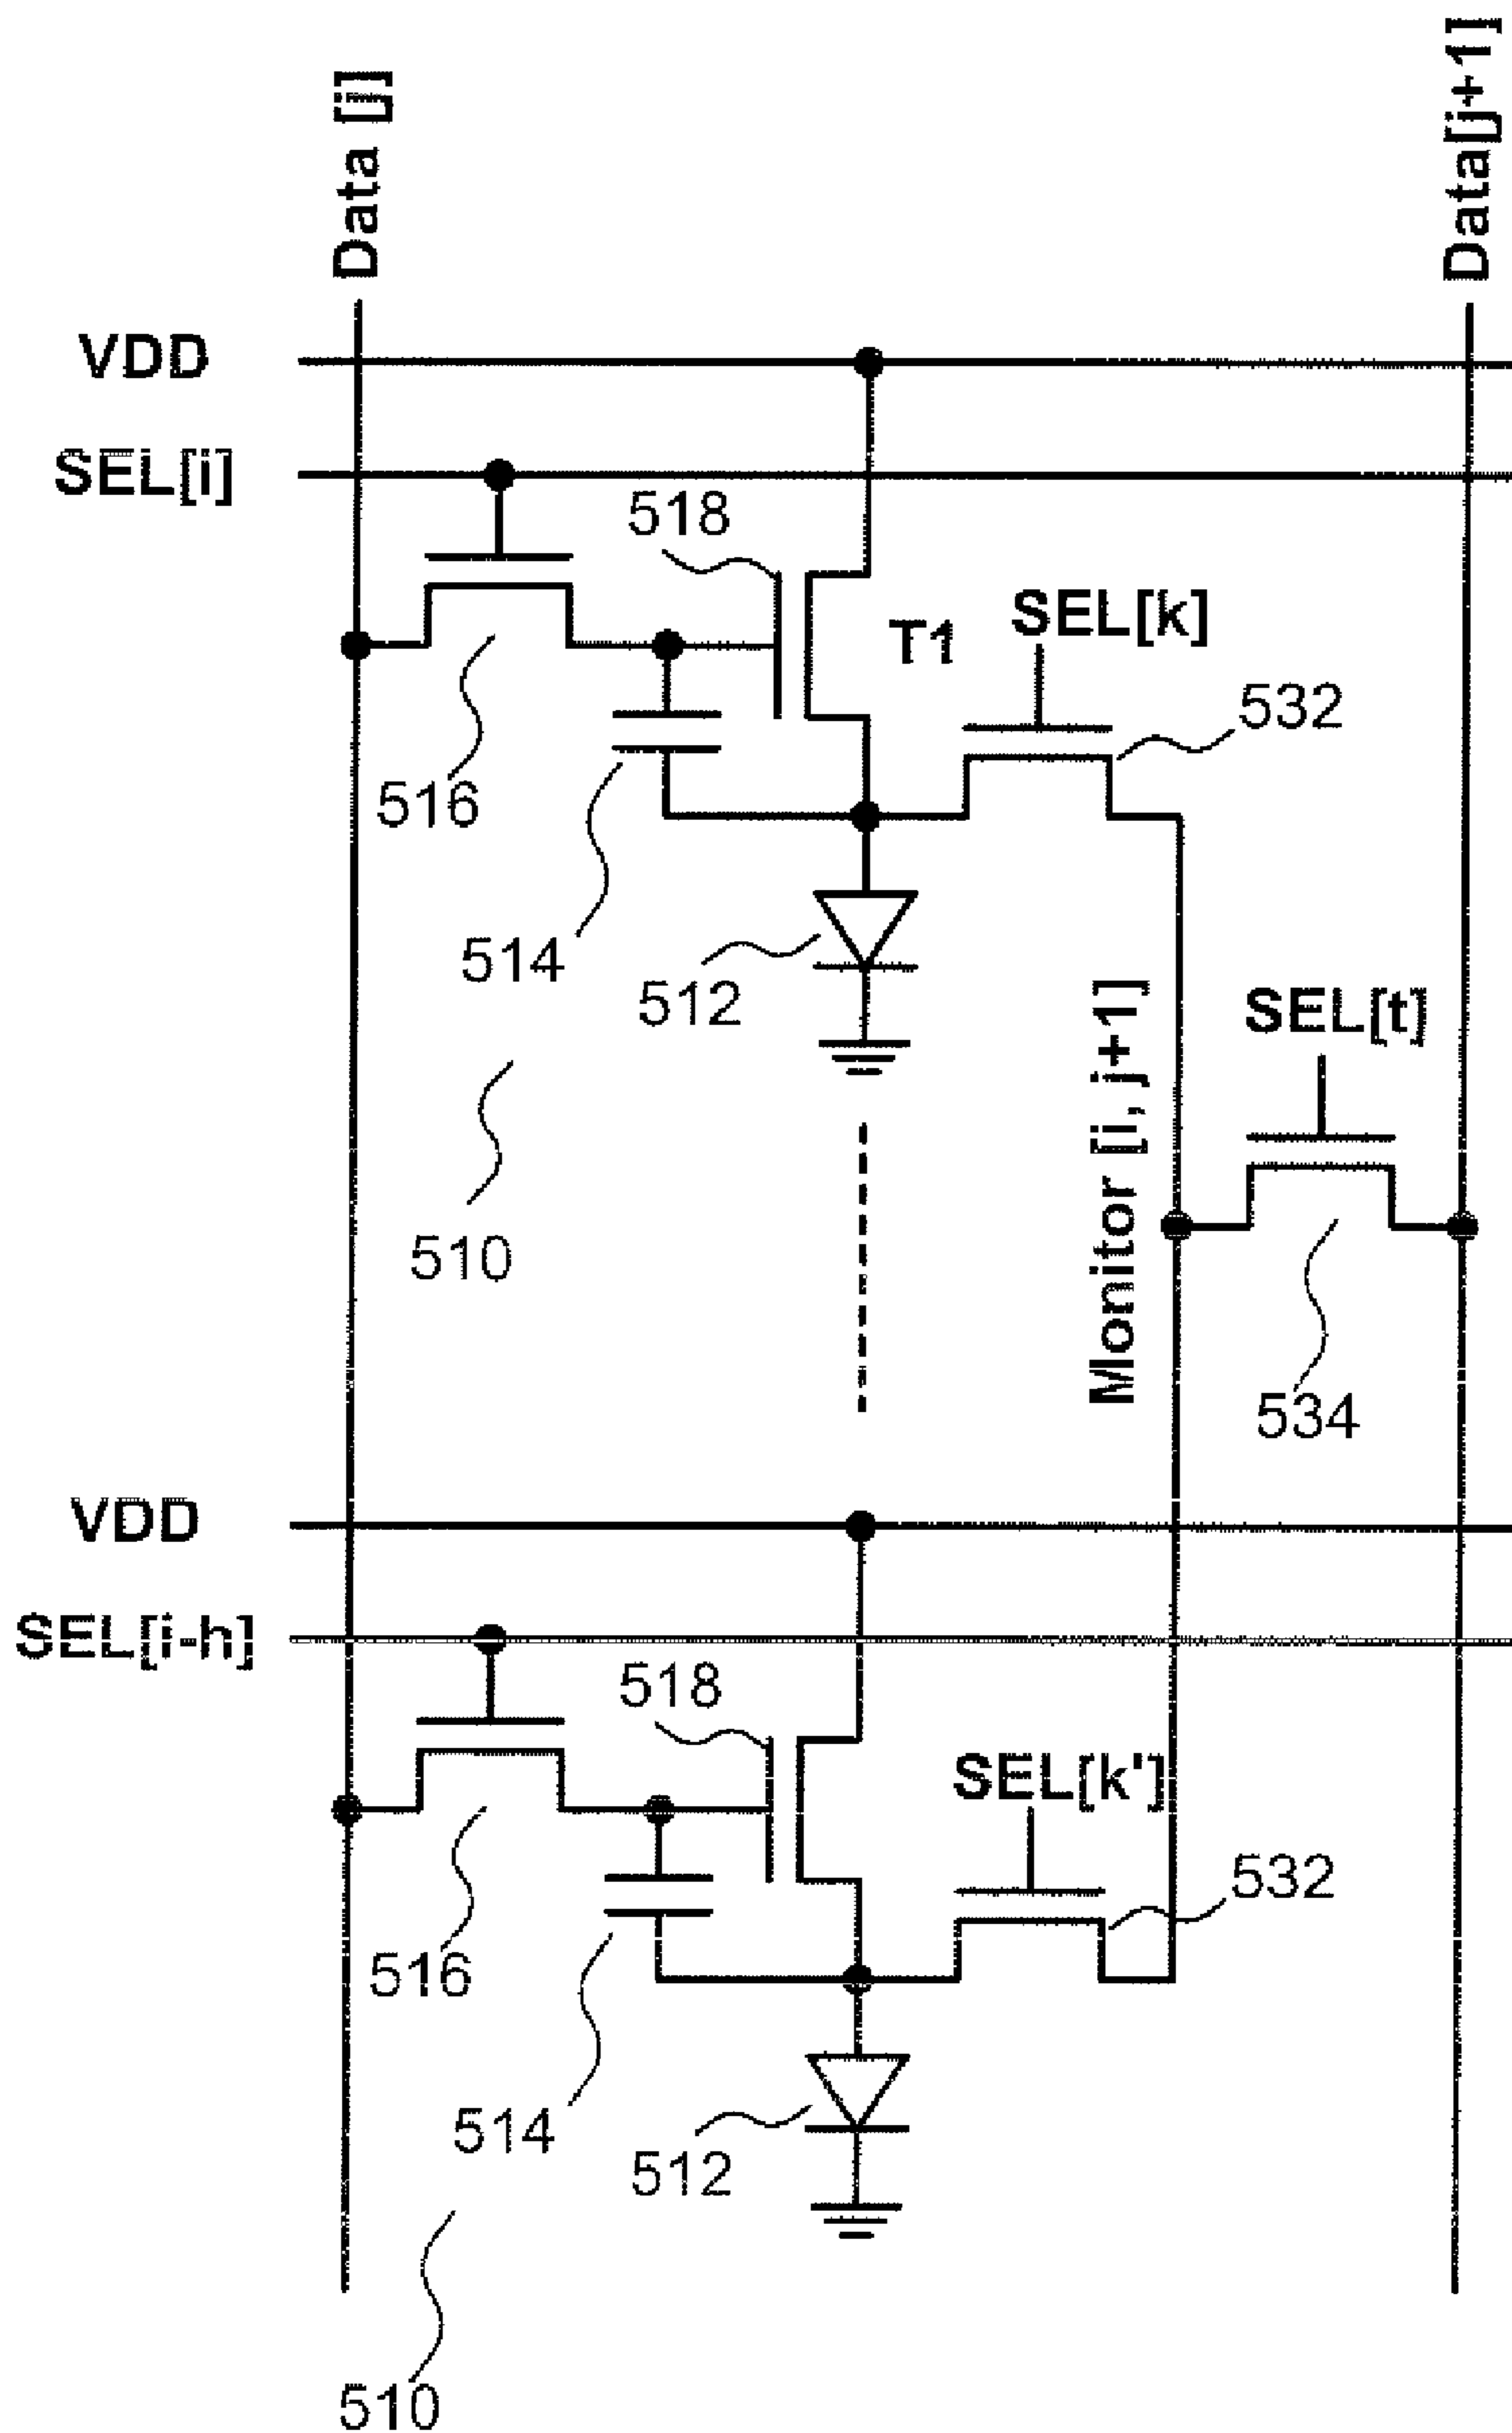 Data [j]
Data[j+1]
VDD
SEL[i]
518
T1
SEL[k]
532
516
514
512
Monitor [i, j+1]
SEL[t]
510
534
VDD
SEL[i-h]
518
SEL[k']
532
516
514
512
510